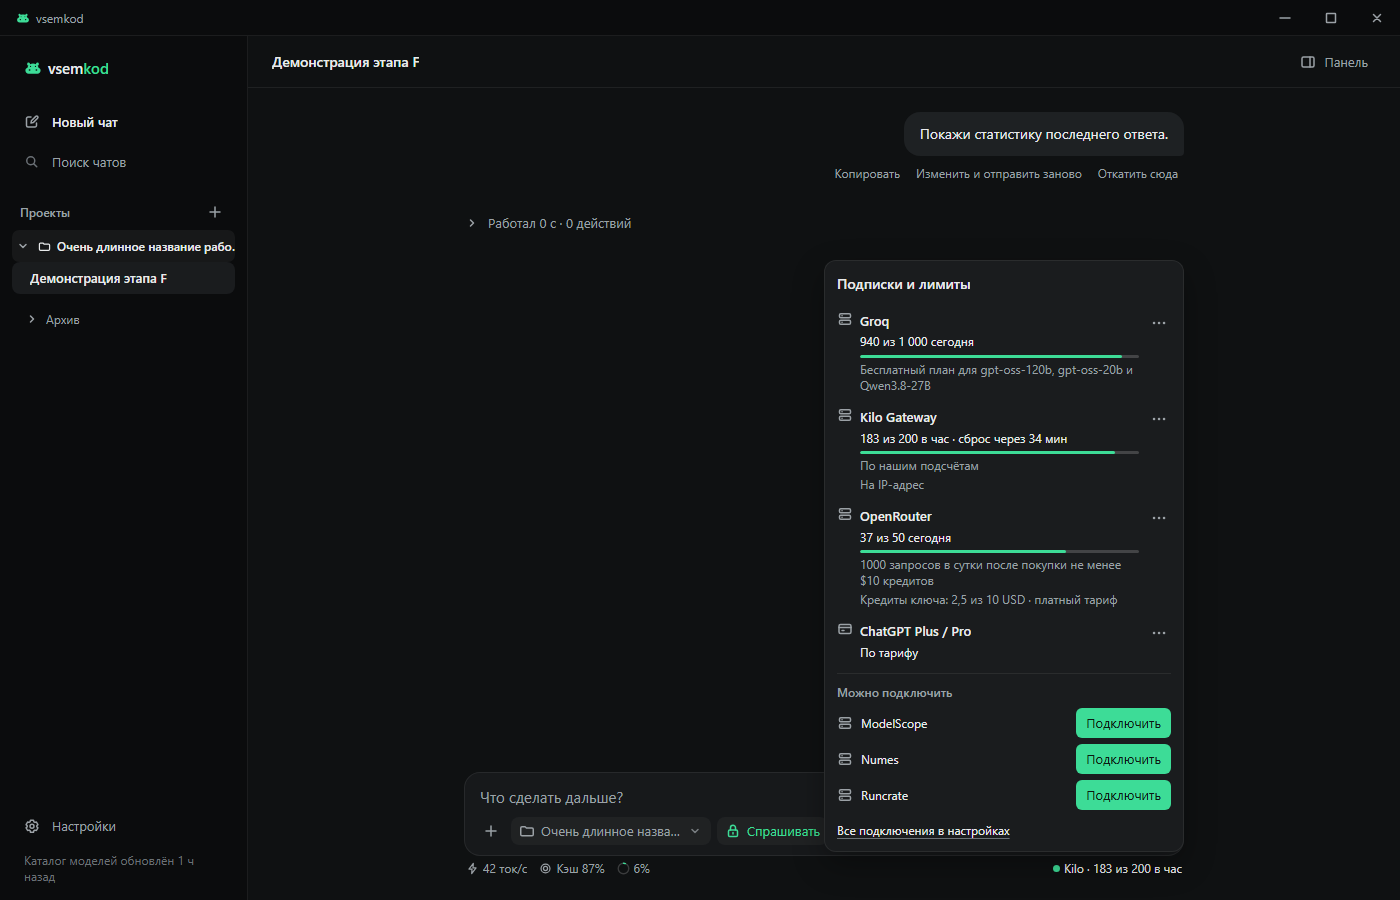 vsemkod
vsemkod
Новый чат
Поиск чатов
Проекты
Очень длинное название рабо.
Демонстрация этапа F
Архив
Настройки
Каталог моделей обновлён 1 ч
назад
Демонстрация этапа F
Панель
Покажи статистику последнего ответа.
Копировать Изменить и отправить заново Откатить сюда
Работал 0 с · 0 действий
Подписки и лимиты
Groq
940 из 1 000 сегодня
Бесплатный план для gpt-oss-120b, gpt-oss-20b и
Qwen3.8-27B
Kilo Gateway
183 из 200 в час · сброс через 34 мин
По нашим подсчётам
На IP-адрес
OpenRouter
37 из 50 сегодня
1000 запросов в сутки после покупки не менее
$10 кредитов
Кредиты ключа: 2,5 из 10 USD · платный тариф
ChatGPT Plus / Pro
По тарифу
Можно подключить
ModelScope Подключить
Numes Подключить
Runcrate Подключить
Все подключения в настройках
Что сделать дальше?
Очень длинное назва... Спрашивать
42 ток/с Кэш 87% 6%
Kilo · 183 из 200 в час